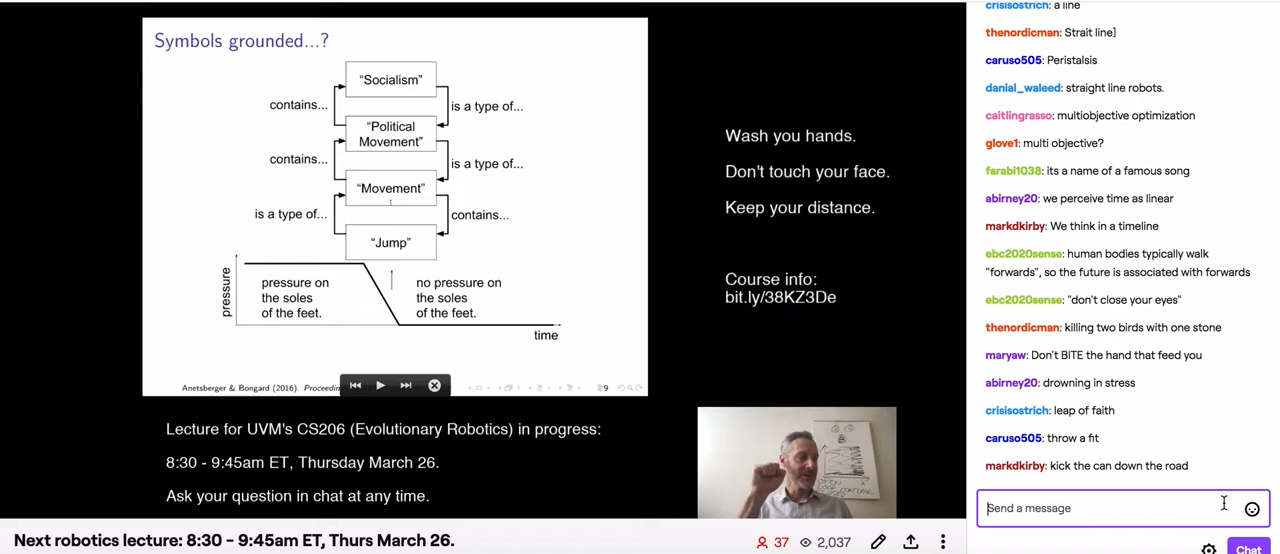 Symbols grounded...?
"Socialism"
contains...
is a type of...
"Political
Movement"
contains...
is a type of...
"Movement"
is a type of...
contains...
"Jump"
pressure
pressure on
the soles
of the feet.
no pressure on
the soles
of the feet.
time
Anetsberger & Bongard (2016).
9
Wash you hands.
Don't touch your face.
Keep your distance.
Course info:
bit.ly/38KZ3De
Lecture for UVM's CS206 (Evolutionary Robotics) in progress:
8:30 - 9:45am ET, Thursday March 26.
Ask your question in chat at any time.
Next robotics lecture: 8:30 - 9:45am ET, Thurs March 26.
37
2,037
crisisostrich: a line
thenordicman: Strait line]
caruso505: Peristalsis
danial_waleed: straight line robots.
caitlingrasso: multiobjective optimization
glove1: multi objective?
farabi1038: its a name of a famous song
abirney20: we perceive time as linear
markdkirby: We think in a timeline
ebc2020sense: human bodies typically walk
"forwards", so the future is associated with forwards
ebc2020sense: "don't close your eyes"
thenordicman: killing two birds with one stone
maryaw: Don't BITE the hand that feed you
abirney20: drowning in stress
crisisostrich: leap of faith
caruso505: throw a fit
markdkirby: kick the can down the road
Send a message
Chat